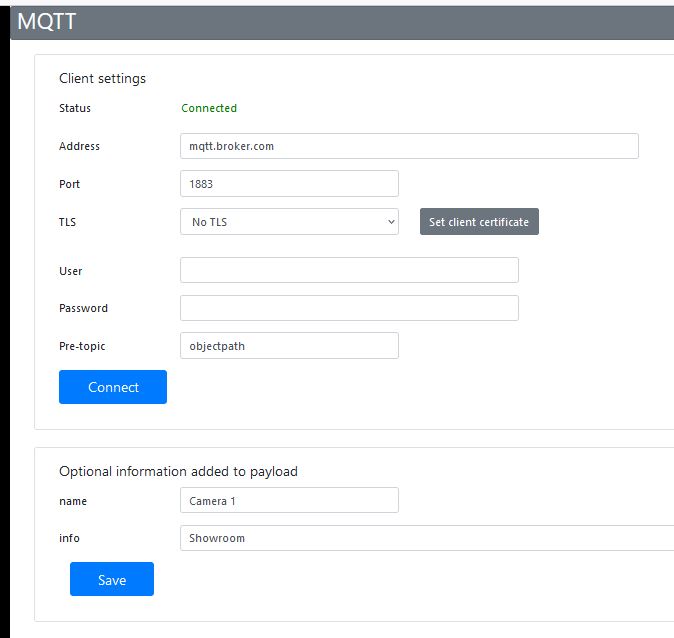 MQTT
Client settings
Status Connected
Address mqtt.broker.com
Port 1883
TLS No TLS Set client certificate
User
Password
Pre-topic objectpath
Connect
Optional information added to payload
name Camera 1
info Showroom
Save